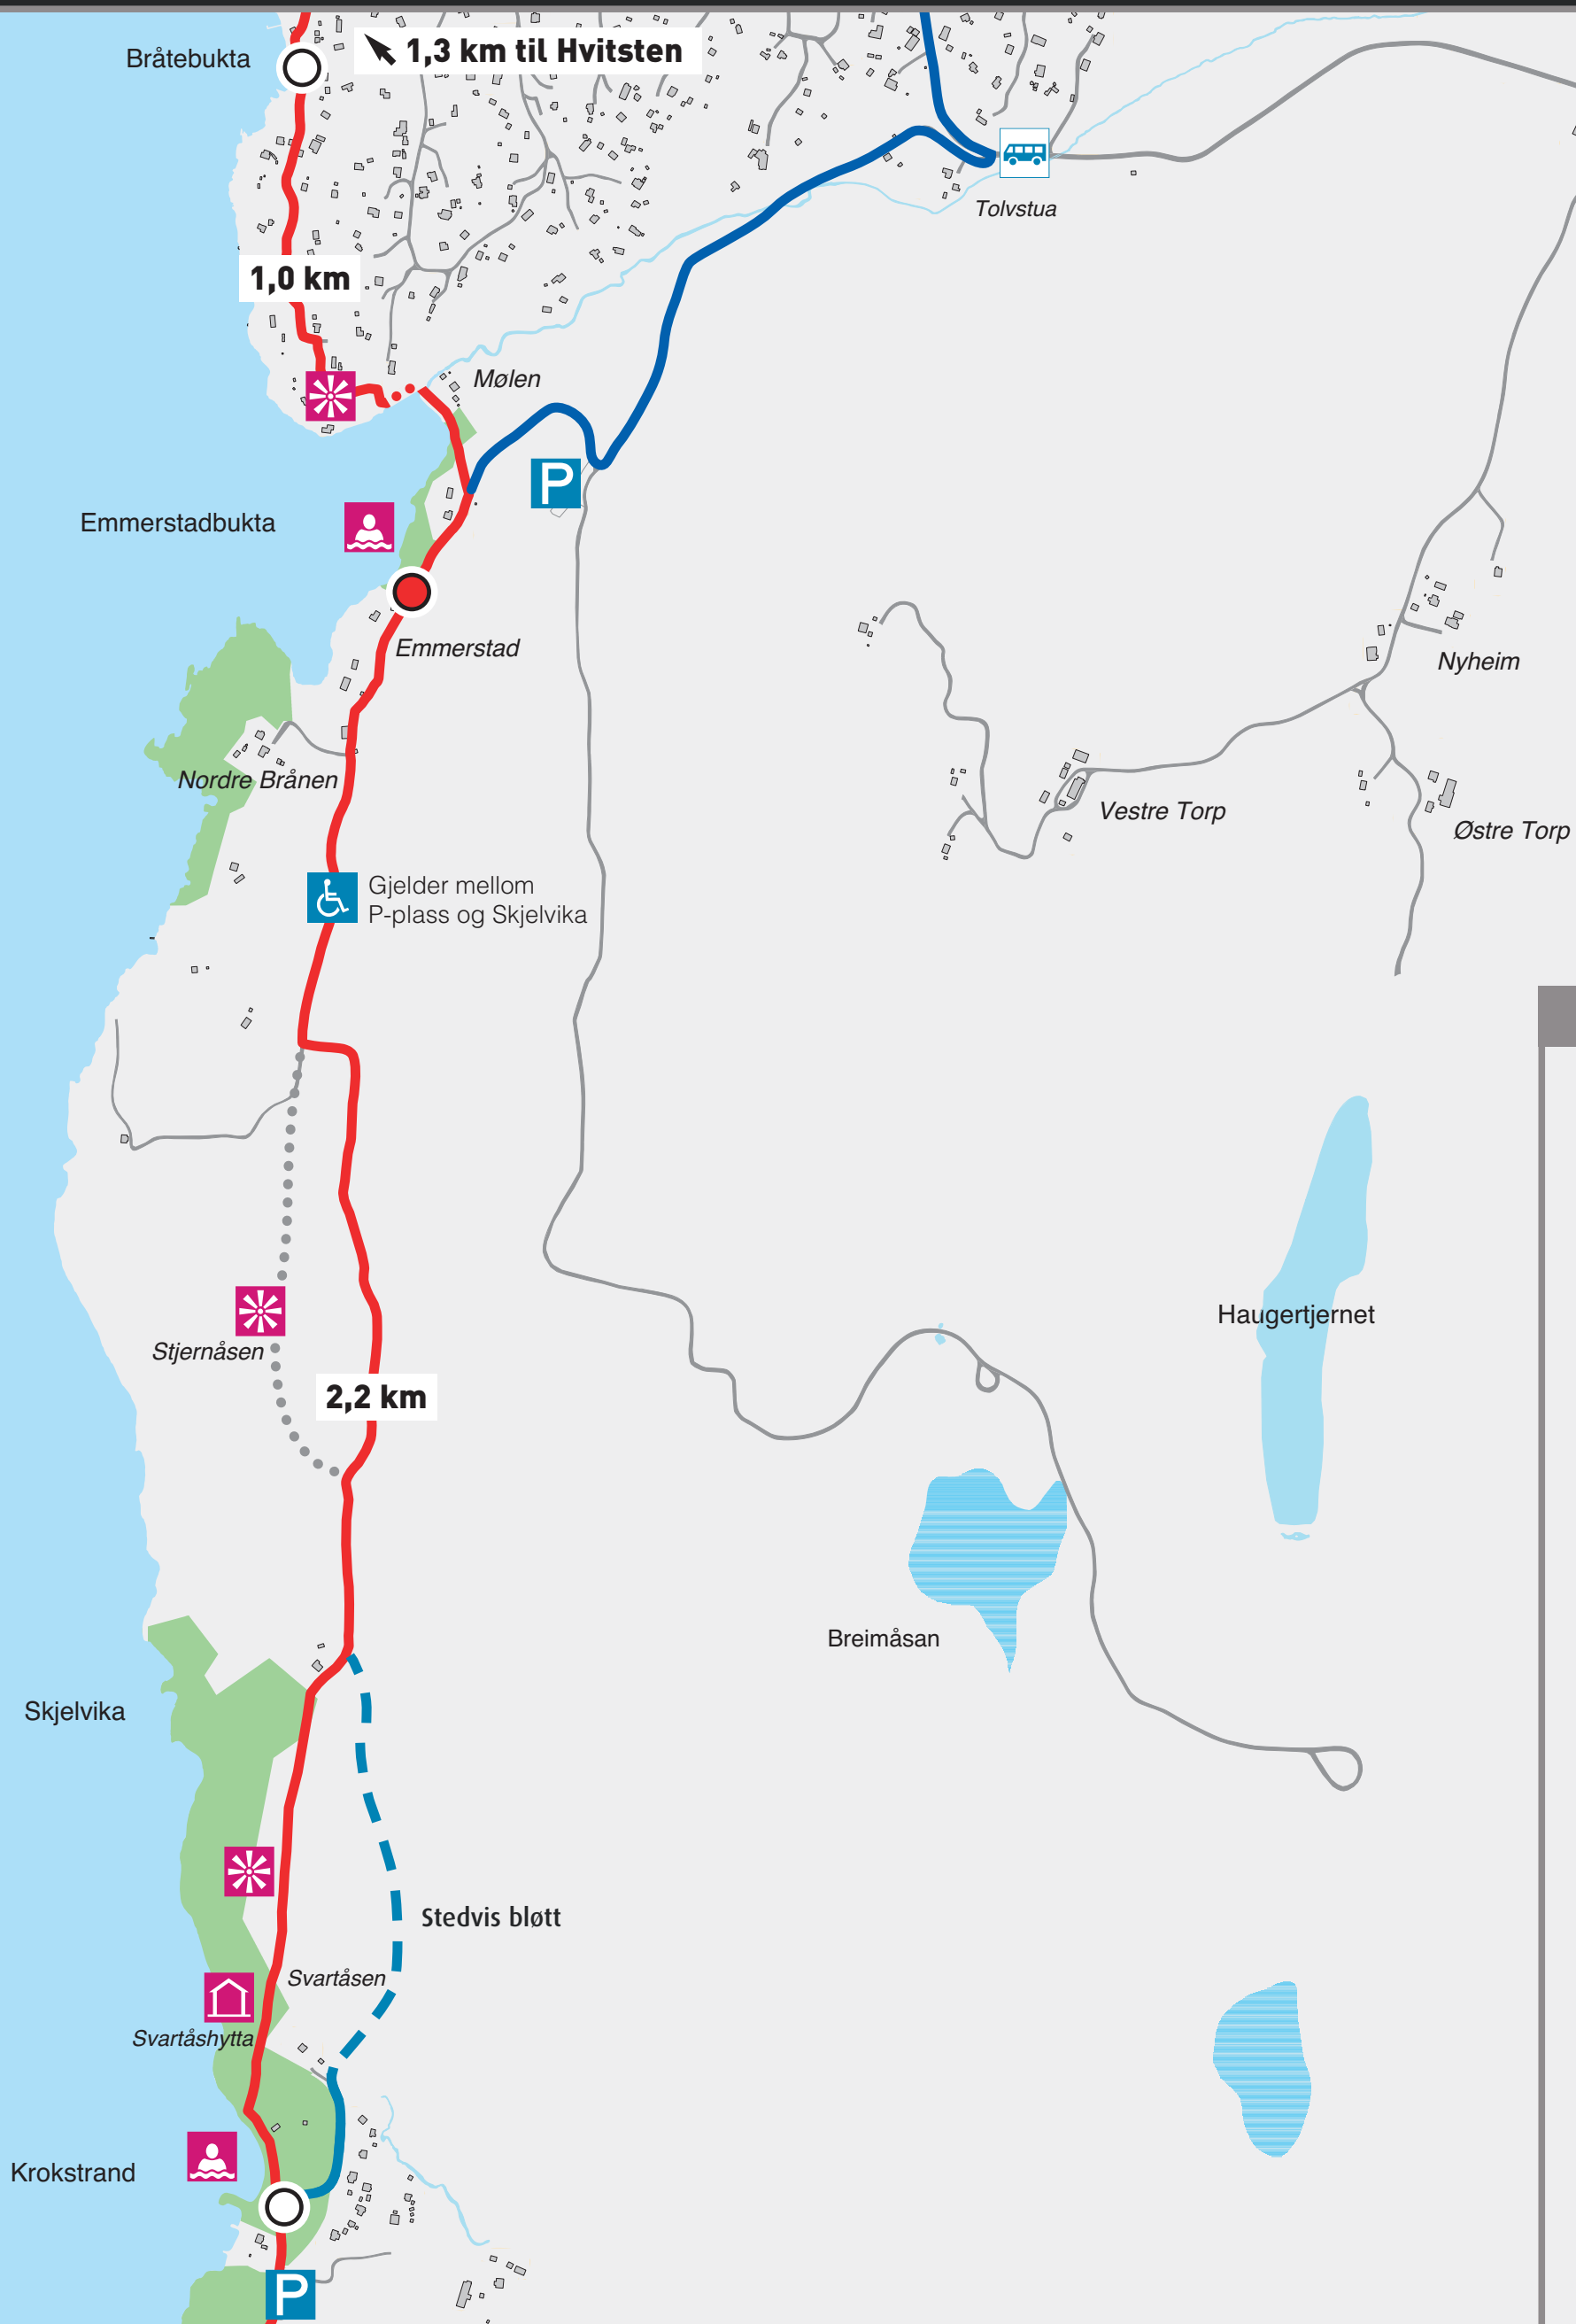 Bråtebukta
1,3 km til Hvitsten
Tolvstua
1,0 km
Mølen
P
Emmerstadbukta
Emmerstad
Nyheim
Nordre Brånen
Vestre Torp
Østre Torp
Gjelder mellom
P-plass og Skjelvika
Haugertjernet
Stjernåsen
2,2 km
Breimåsan
Skjelvika
Stedvis bløtt
Svartåsen
Svartåshytta
Krokstrand
P